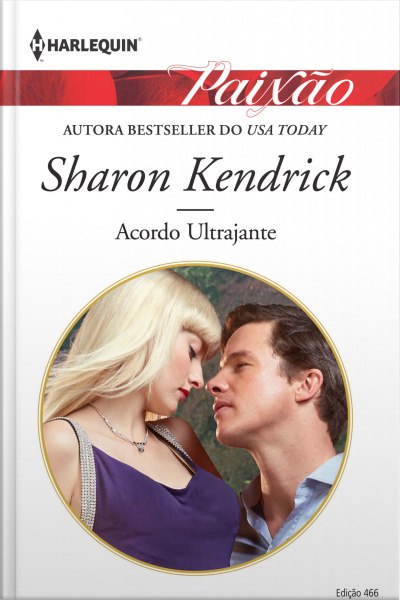 HARLEQUIN®
Paixão
AUTORA BESTSELLER DO USA TODAY
Sharon Kendrick
Acordo Ultrajante
Edição 466